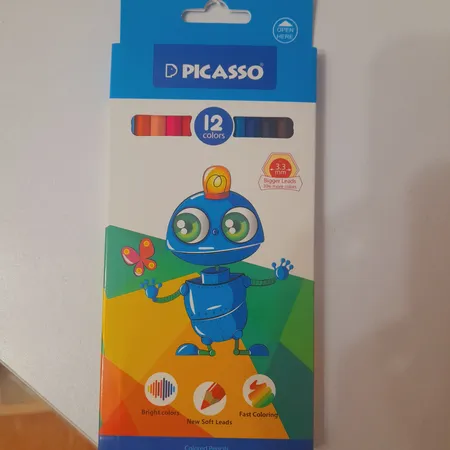 OPEN
HERE
PICASSO
12
colors
3.3
mm
Bigger Leads
Bright colors
New Soft Leads
Fast Coloring
Colored Pencils